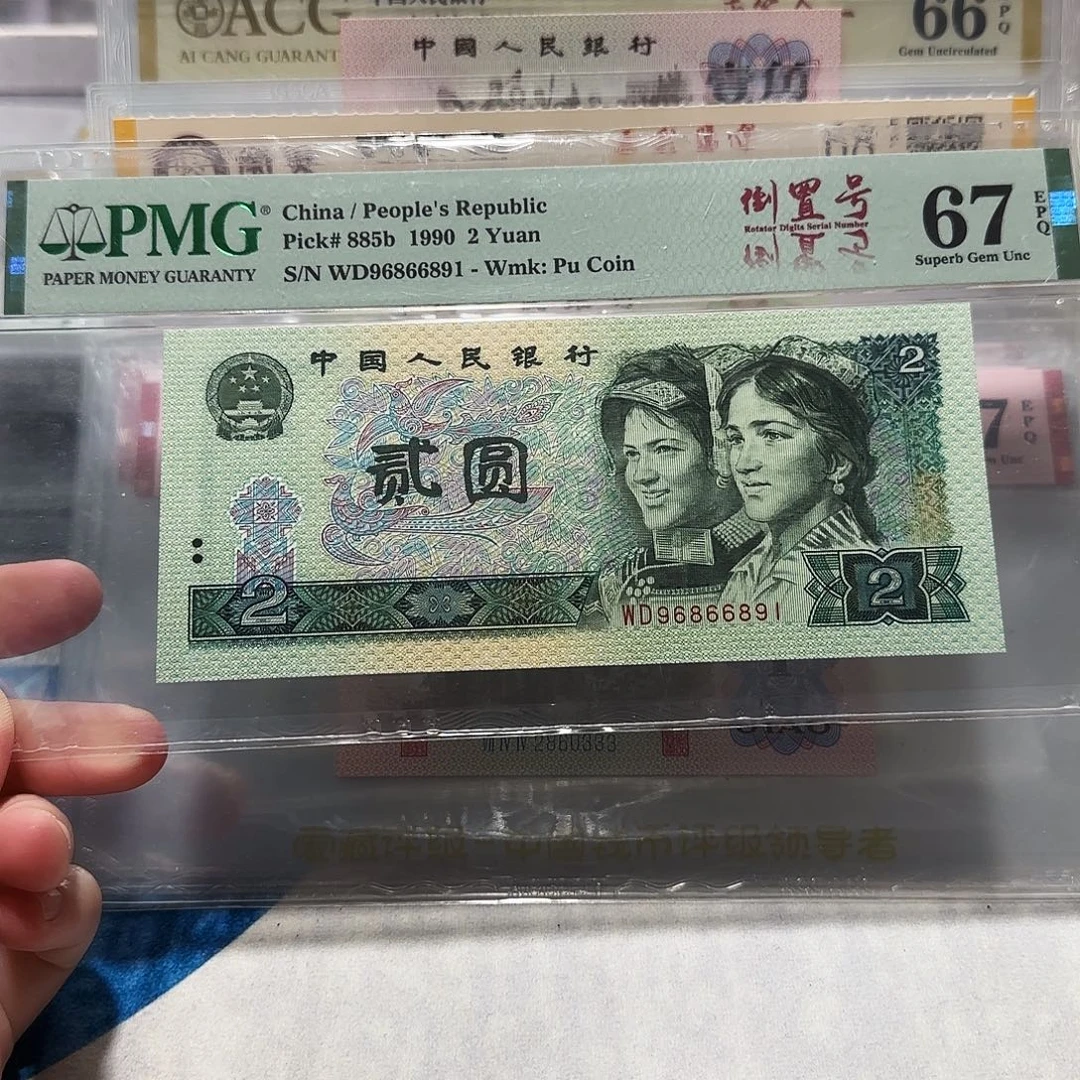 ACG
AI CANG GUARANT
66 EPQ
Gem Uncirculated
中國人民銀行
PMG®
PAPER MONEY GUARANTY
China / People's Republic
Pick# 885b 1990 2 Yuan
S/N WD96866891 - Wmk: Pu Coin
倒置号
Rotator Digits Serial Number
67 EPQ
Superb Gem Unc
中国人民银行
2
贰圆
7 EPQ
2
2
WD96866891